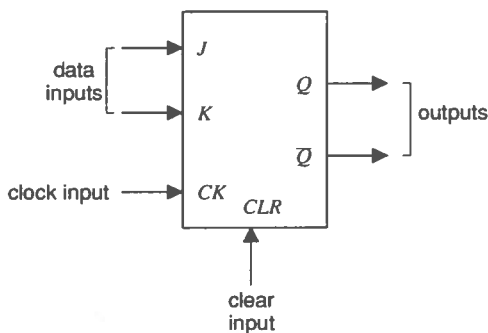 data
inputs
J
K
clock input
CK
CLR
clear
input
Q
Q̅
outputs